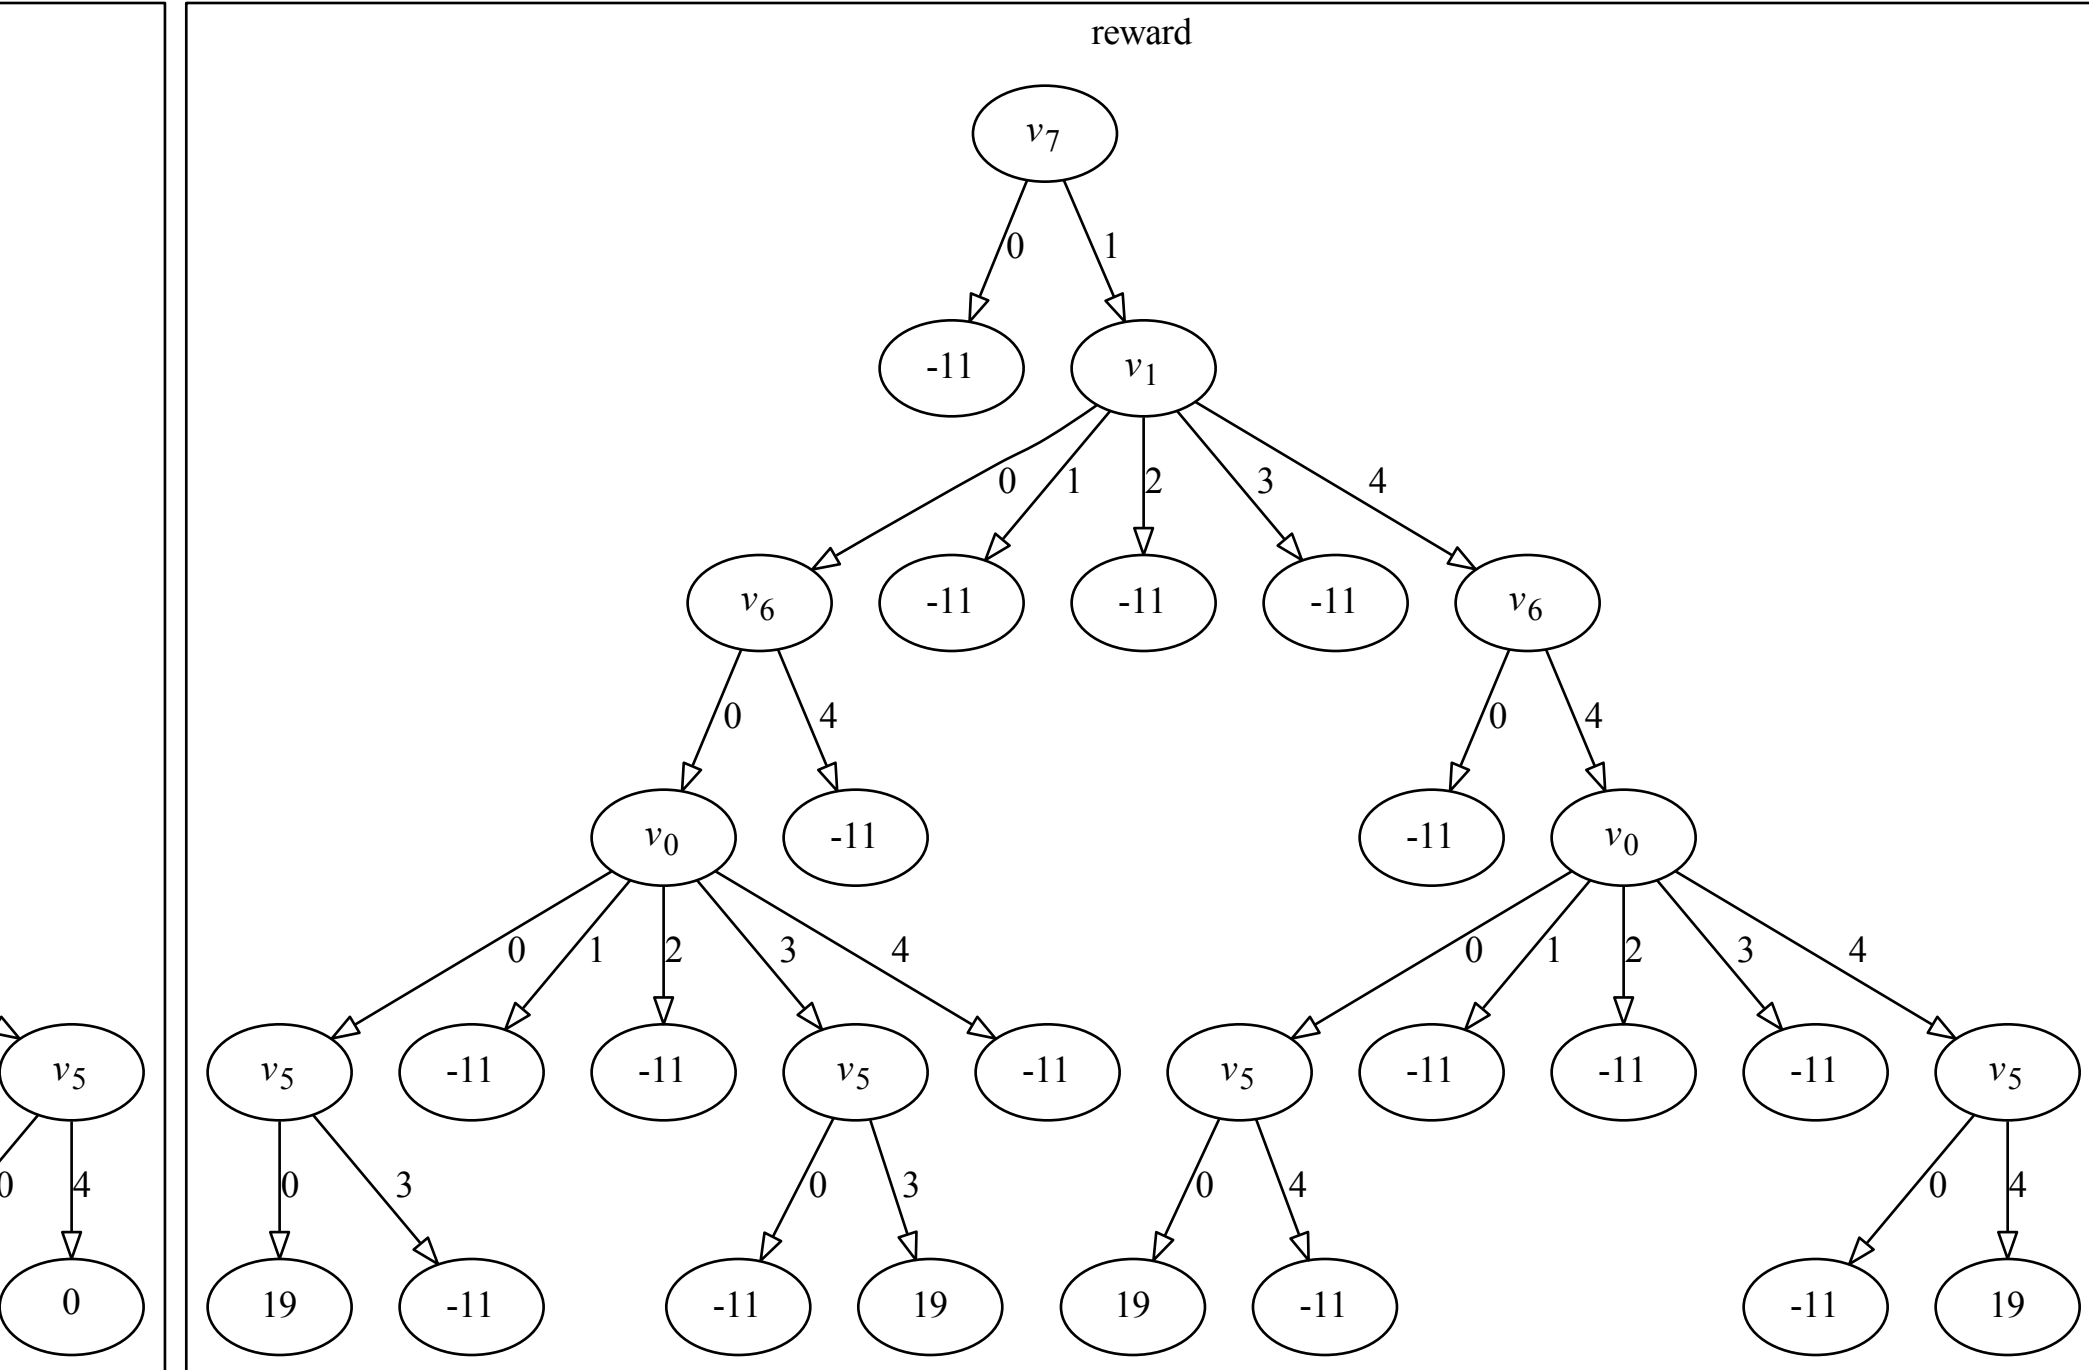 reward
v7
0 1
-11 v1
0 1 2 3 4
v6 -11 -11 -11 v6
0 4 0 4
v0 -11 -11 v0
0 1 2 3 4 0 1 2 3 4
v5 v5 -11 -11 v5 -11 v5 -11 -11 -11 v5
0 4 0 3 0 3 0 4 0 4
0 19 -11 -11 19 19 -11 -11 19